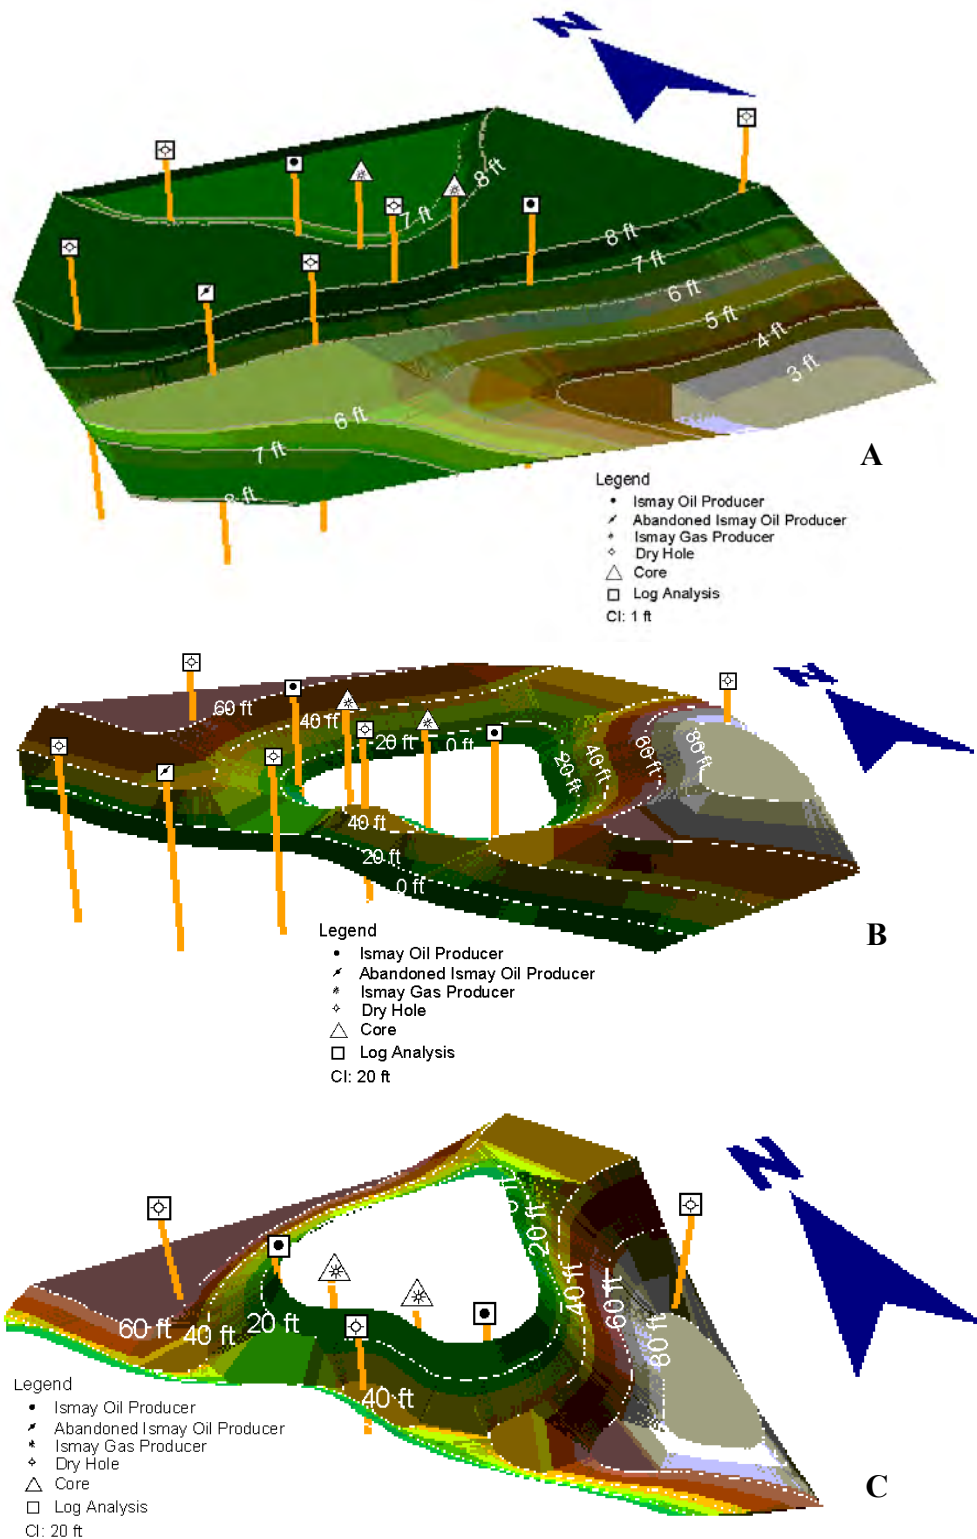 N
8 ft
7 ft
8 ft
7 ft
6 ft
5 ft
4 ft
3 ft
6 ft
7 ft
8 ft
A
Legend
Ismay Oil Producer
Abandoned Ismay Oil Producer
Ismay Gas Producer
Dry Hole
Core
Log Analysis
CI: 1 ft
N
60 ft
40 ft
20 ft
0 ft
20 ft
40 ft
60 ft
80 ft
40 ft
20 ft
0 ft
B
Legend
Ismay Oil Producer
Abandoned Ismay Oil Producer
Ismay Gas Producer
Dry Hole
Core
Log Analysis
CI: 20 ft
N
0 ft
20 ft
40 ft
60 ft
80 ft
60 ft
40 ft
20 ft
40 ft
C
Legend
Ismay Oil Producer
Abandoned Ismay Oil Producer
Ismay Gas Producer
Dry Hole
Core
Log Analysis
CI: 20 ft